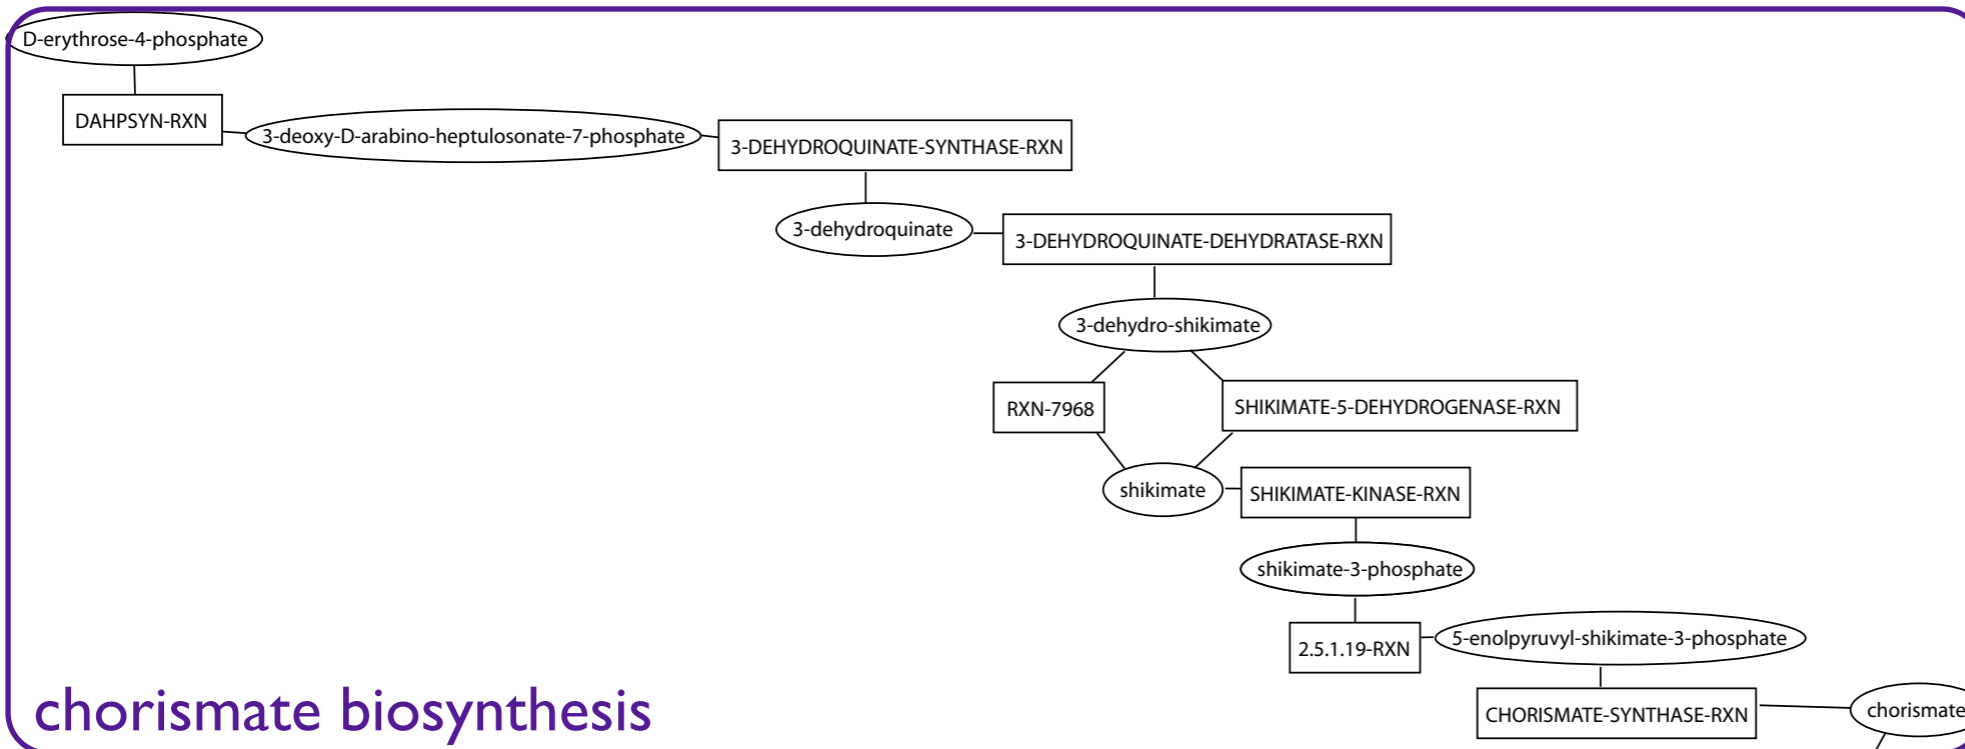 D-erythrose-4-phosphate
DAHPSYN-RXN
3-deoxy-D-arabino-heptulosonate-7-phosphate
3-DEHYDROQUINATE-SYNTHASE-RXN
3-dehydroquinate
3-DEHYDROQUINATE-DEHYDRATASE-RXN
3-dehydro-shikimate
RXN-7968
SHIKIMATE-5-DEHYDROGENASE-RXN
shikimate
SHIKIMATE-KINASE-RXN
shikimate-3-phosphate
2.5.1.19-RXN
5-enolpyruvyl-shikimate-3-phosphate
CHORISMATE-SYNTHASE-RXN
chorismate
chorismate biosynthesis